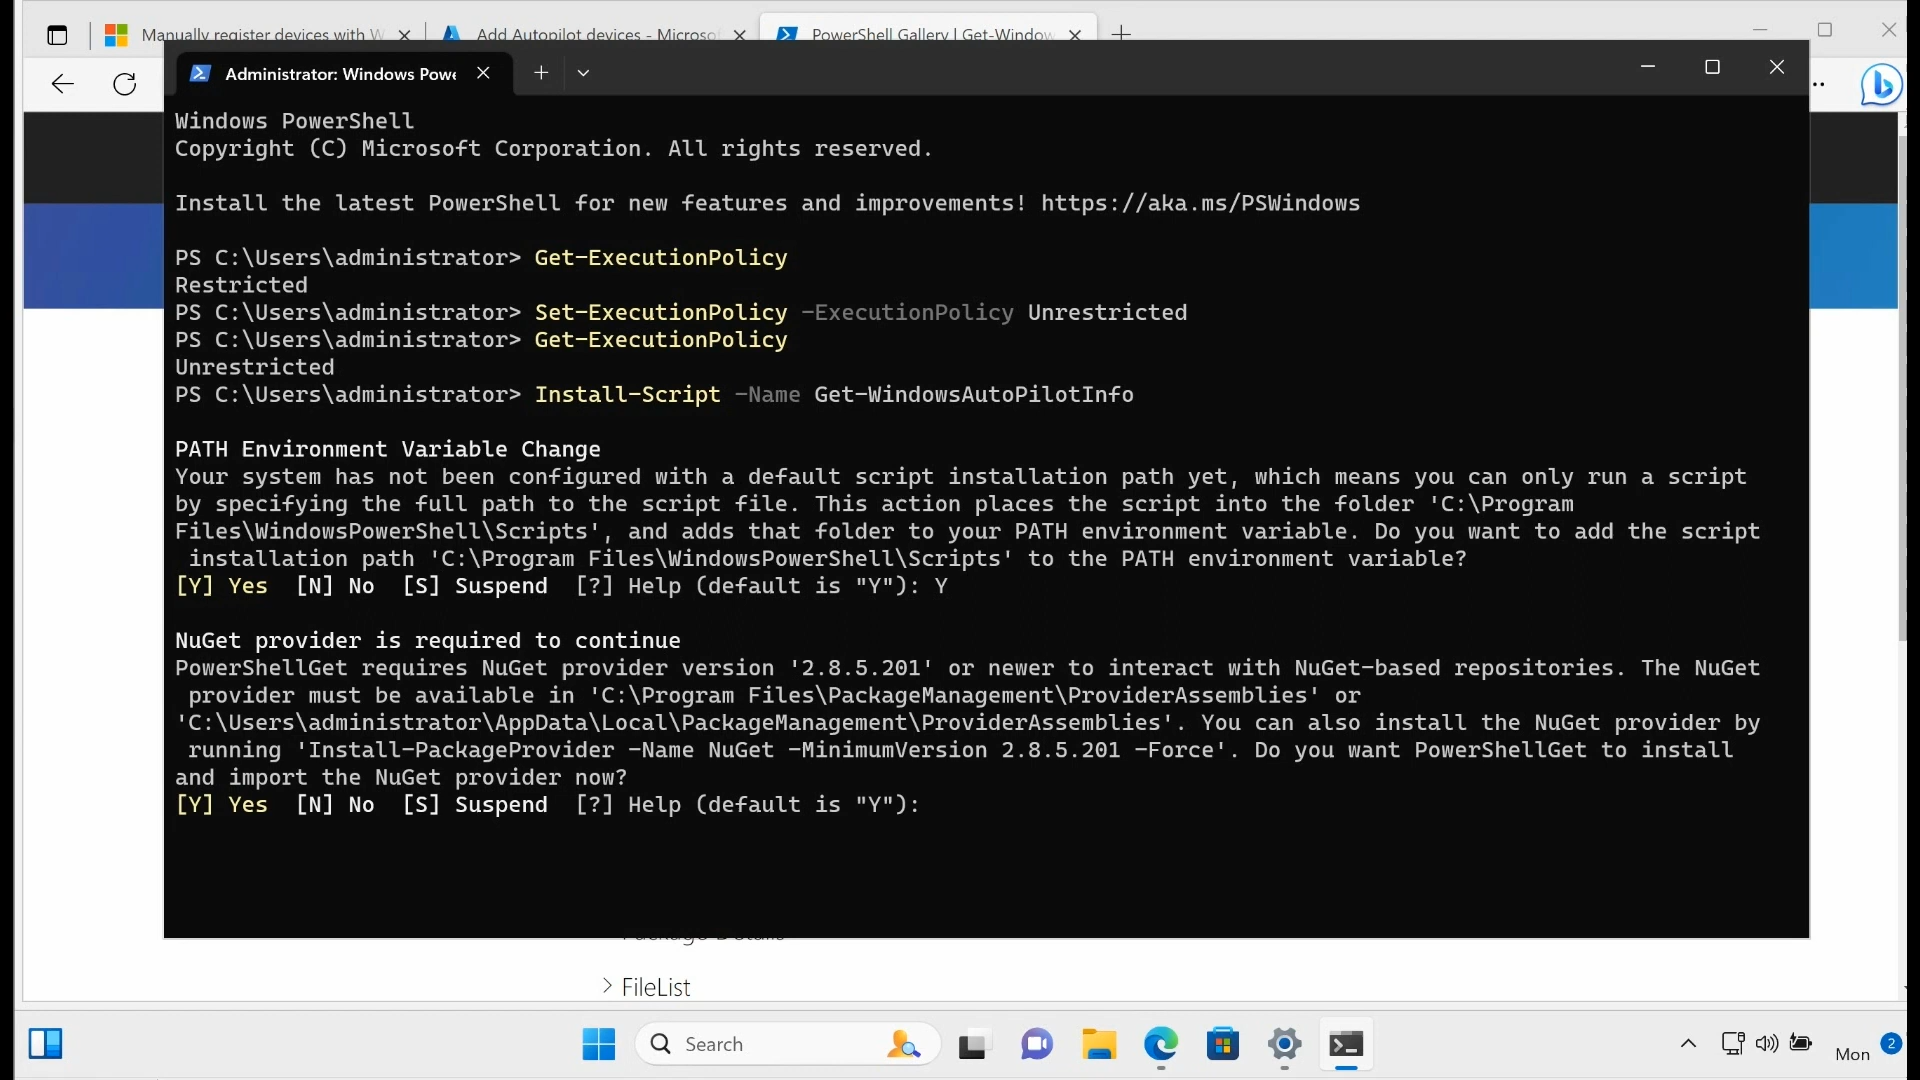 Manually register devices with W
Add Autopilot devices - Microsof
PowerShell Gallery | Get-Window
Administrator: Windows Powe
Windows PowerShell
Copyright (C) Microsoft Corporation. All rights reserved.
Install the latest PowerShell for new features and improvements! https://aka.ms/PSWindows
PS C:\Users\administrator> Get-ExecutionPolicy
Restricted
PS C:\Users\administrator> Set-ExecutionPolicy -ExecutionPolicy Unrestricted
PS C:\Users\administrator> Get-ExecutionPolicy
Unrestricted
PS C:\Users\administrator> Install-Script -Name Get-WindowsAutoPilotInfo
PATH Environment Variable Change
Your system has not been configured with a default script installation path yet, which means you can only run a script
by specifying the full path to the script file. This action places the script into the folder 'C:\Program
Files\WindowsPowerShell\Scripts', and adds that folder to your PATH environment variable. Do you want to add the script
installation path 'C:\Program Files\WindowsPowerShell\Scripts' to the PATH environment variable?
[Y] Yes  [N] No  [S] Suspend  [?] Help (default is "Y"): Y
NuGet provider is required to continue
PowerShellGet requires NuGet provider version '2.8.5.201' or newer to interact with NuGet-based repositories. The NuGet
provider must be available in 'C:\Program Files\PackageManagement\ProviderAssemblies' or
'C:\Users\administrator\AppData\Local\PackageManagement\ProviderAssemblies'. You can also install the NuGet provider by
running 'Install-PackageProvider -Name NuGet -MinimumVersion 2.8.5.201 -Force'. Do you want PowerShellGet to install
and import the NuGet provider now?
[Y] Yes  [N] No  [S] Suspend  [?] Help (default is "Y"):
Package Details
FileList
Search
Mon
2